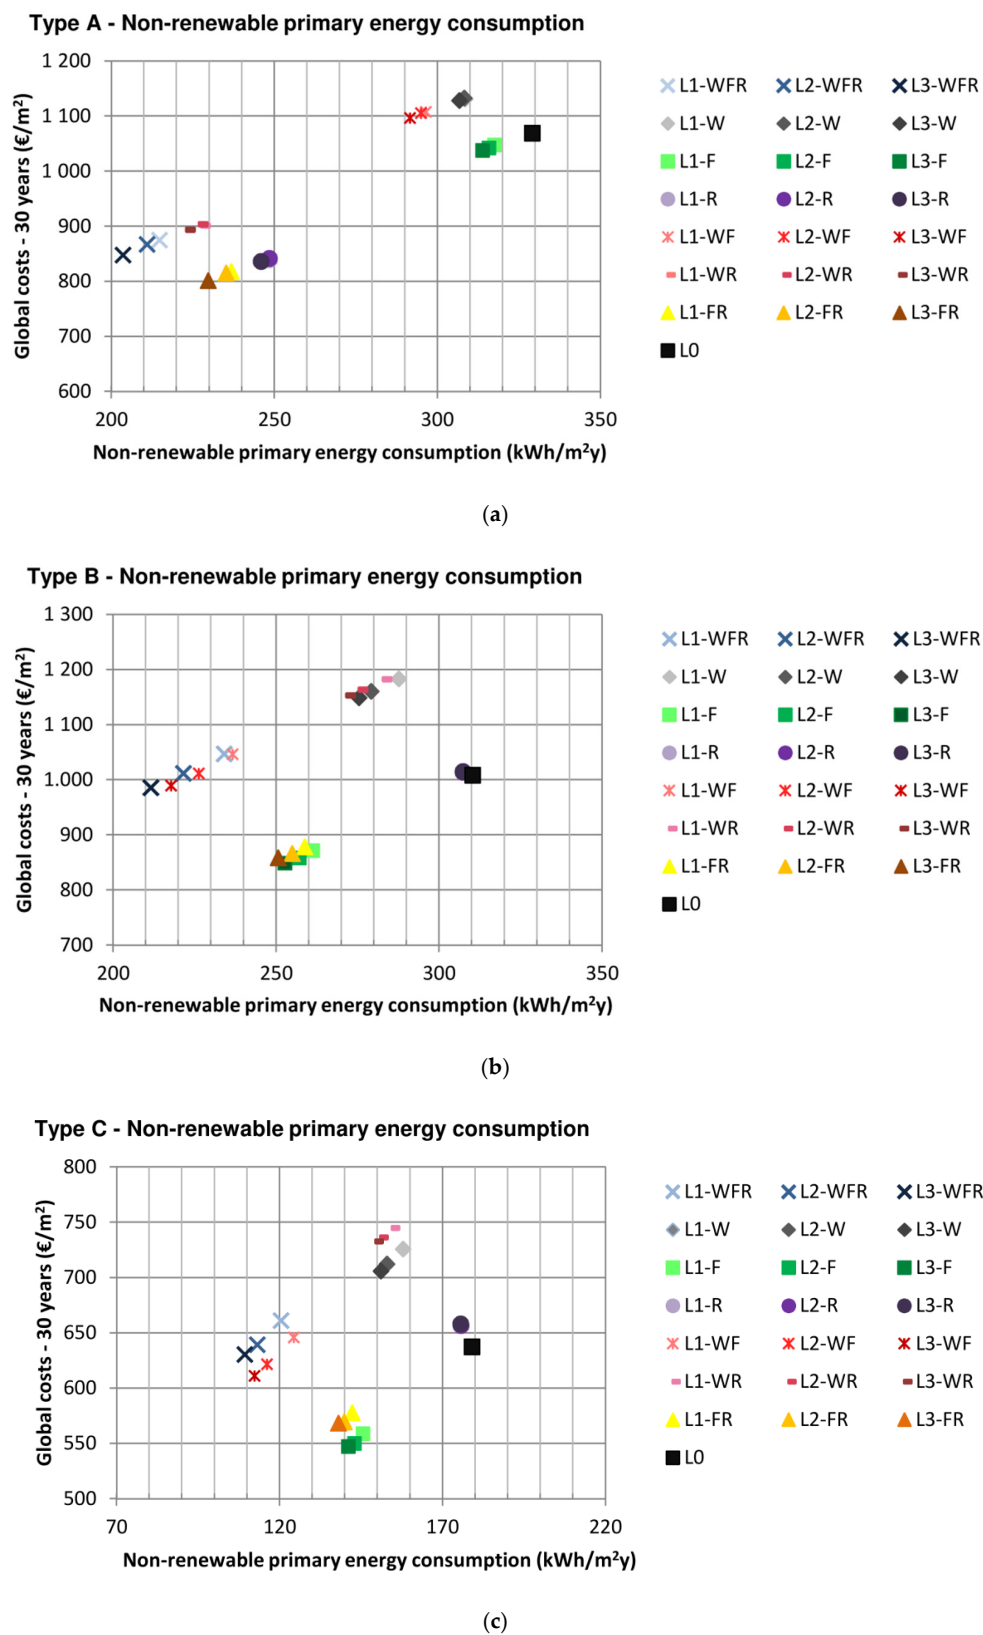 Type A - Non-renewable primary energy consumption
Global costs - 30 years (€/m²)
1 200
1 100
1 000
900
800
700
600
200 250 300 350
Non-renewable primary energy consumption (kWh/m²y)
L1-WFR L2-WFR L3-WFR
L1-W L2-W L3-W
L1-F L2-F L3-F
L1-R L2-R L3-R
L1-WF L2-WF L3-WF
L1-WR L2-WR L3-WR
L1-FR L2-FR L3-FR
L0
(a)
Type B - Non-renewable primary energy consumption
Global costs - 30 years (€/m²)
1 300
1 200
1 100
1.000
900
800
700
200 250 300 350
Non-renewable primary energy consumption (kWh/m²y)
L1-WFR L2-WFR L3-WFR
L1-W L2-W L3-W
L1-F L2-F L3-F
L1-R L2-R L3-R
L1-WF L2-WF L3-WF
L1-WR L2-WR L3-WR
L1-FR L2-FR L3-FR
L0
(b)
Type C - Non-renewable primary energy consumption
Global costs - 30 years (€/m²)
800
750
700
650
600
550
500
70 120 170 220
Non-renewable primary energy consumption (kWh/m²y)
L1-WFR L2-WFR L3-WFR
L1-W L2-W L3-W
L1-F L2-F L3-F
L1-R L2-R L3-R
L1-WF L2-WF L3-WF
L1-WR L2-WR L3-WR
L1-FR L2-FR L3-FR
L0
(c)